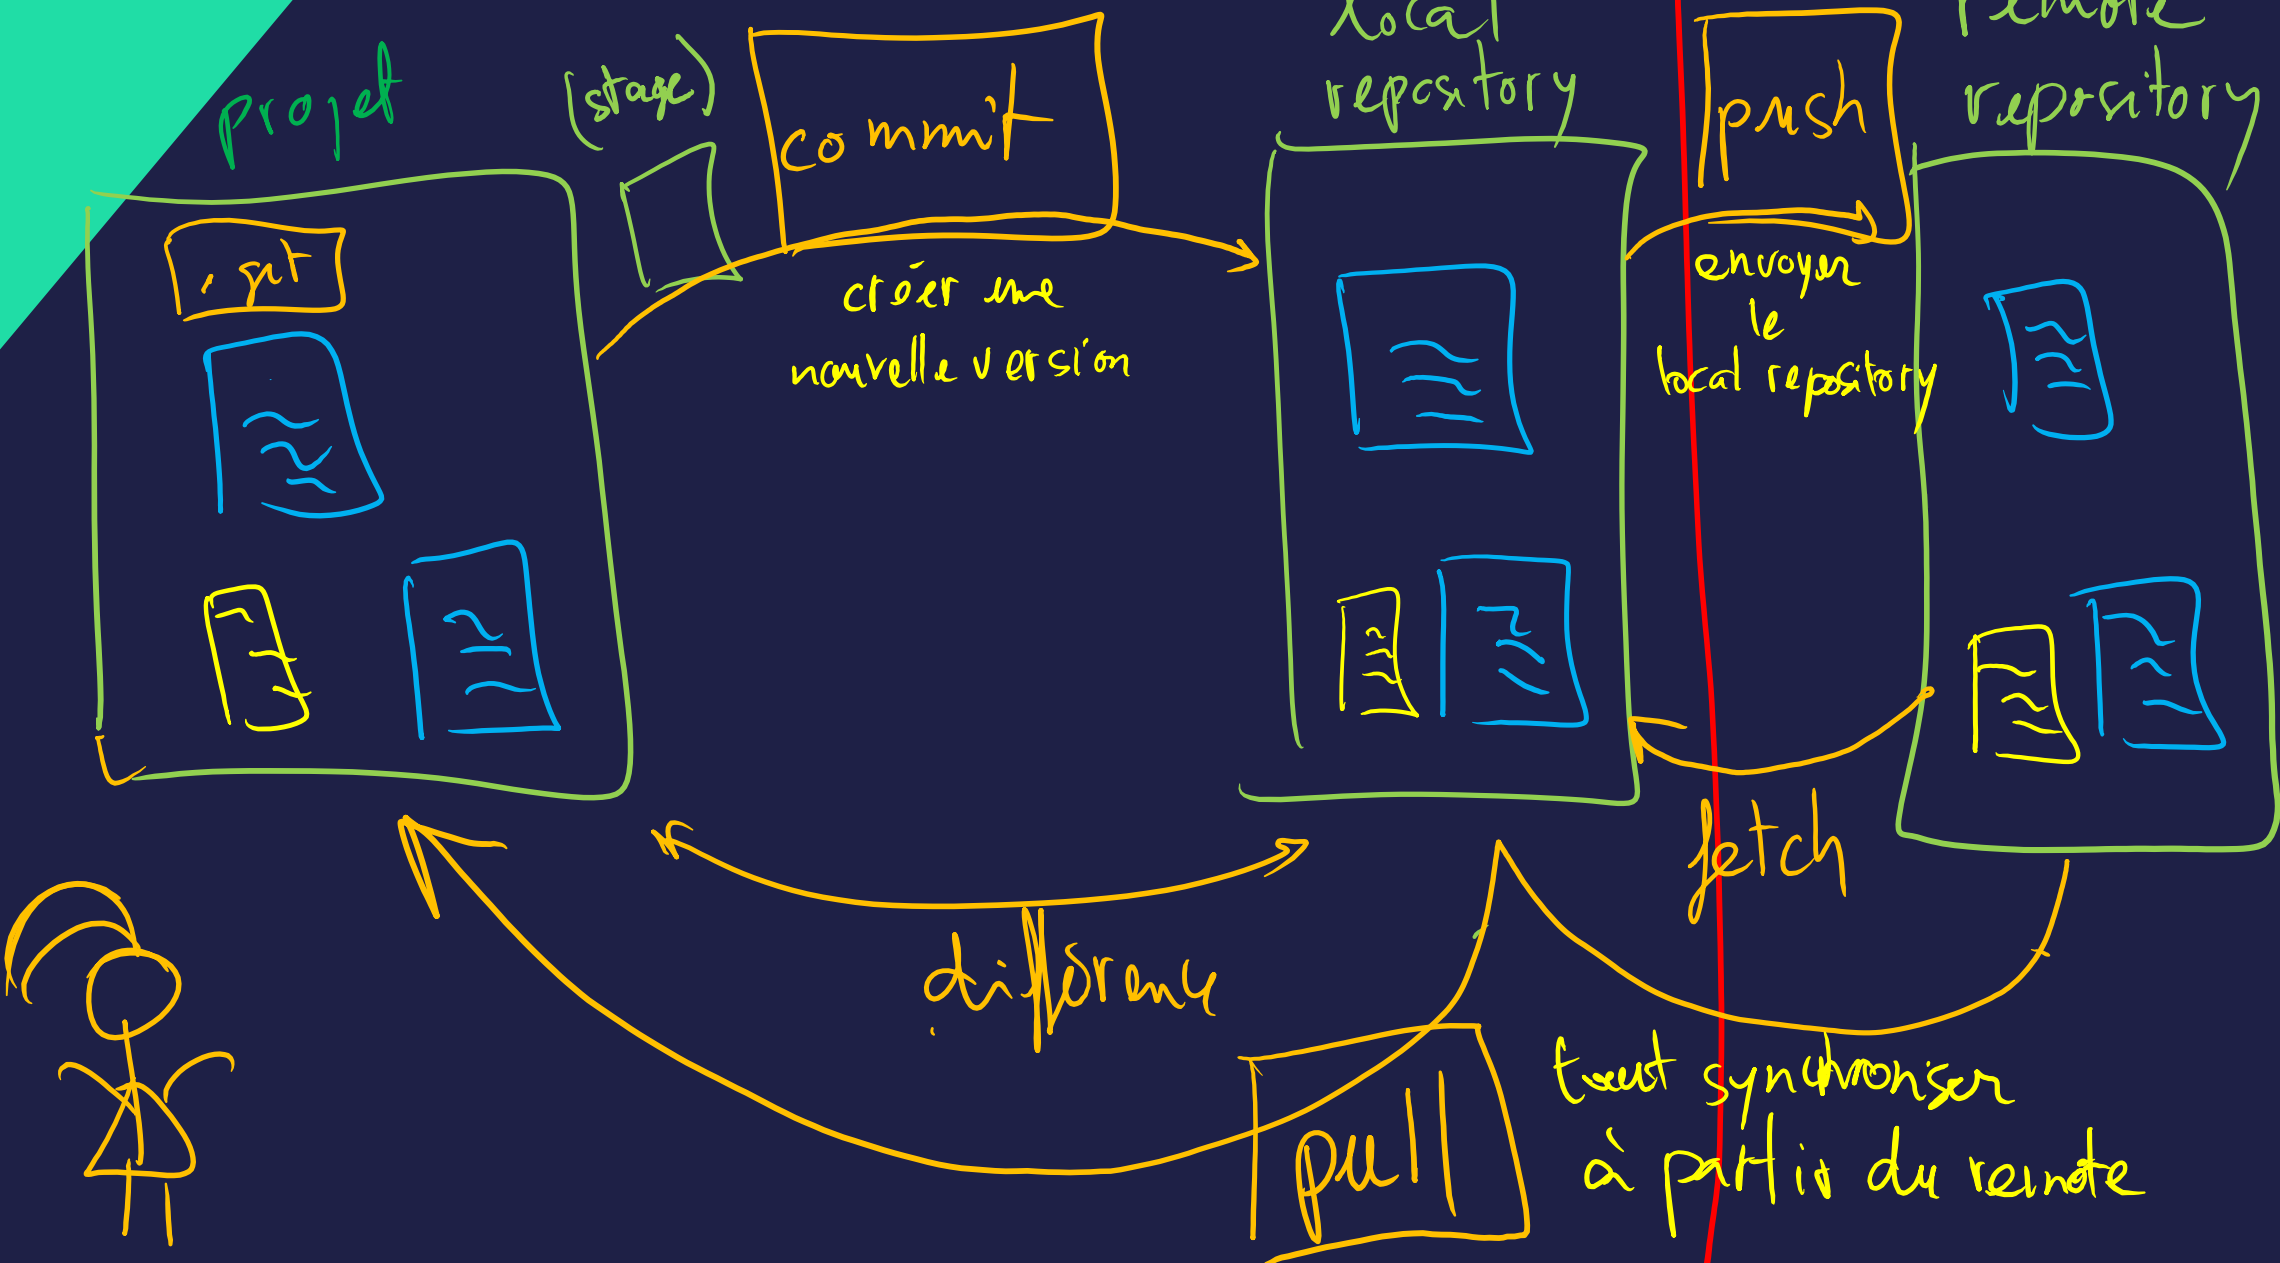 projet
(stage)
commit
local
repository
push
remote
repository
.git
créer une
nouvelle version
envoyer
le
local repository
fetch
différence
pull
tout synchroniser
à partir du remote